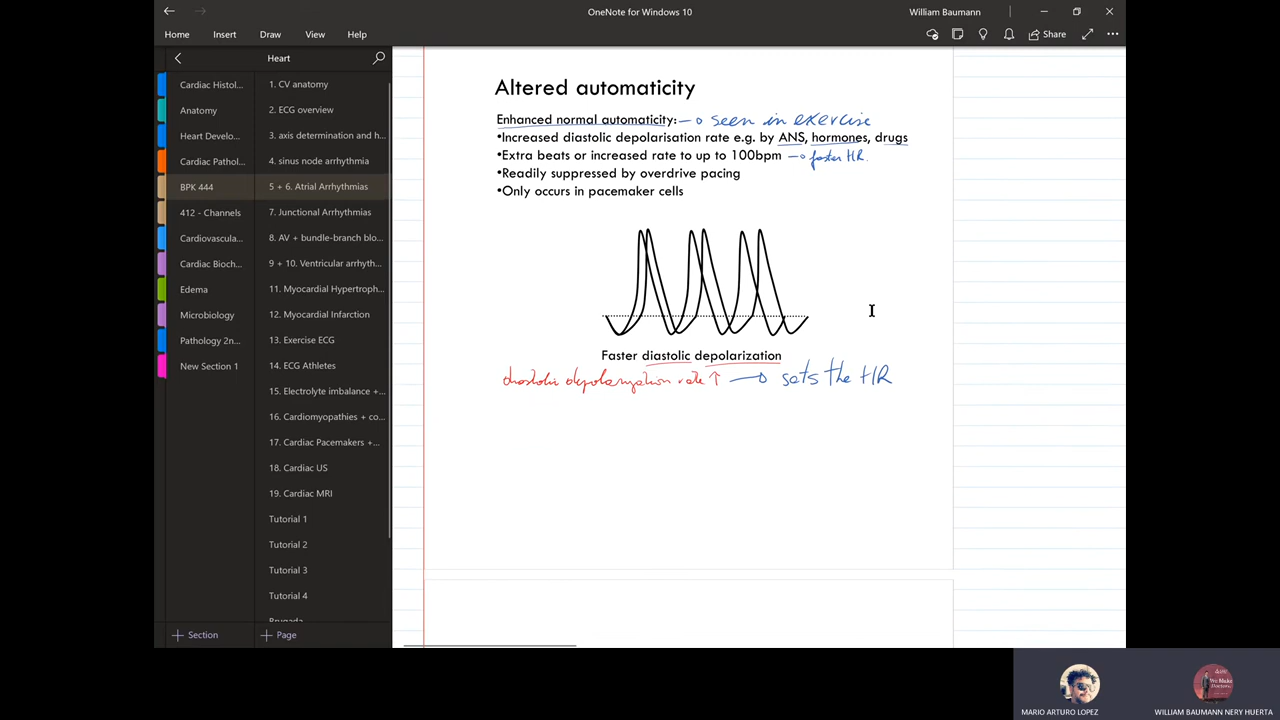 OneNote for Windows 10
William Baumann
Home Insert Draw View Help
Share
Heart
Cardiac Histol...
Anatomy
Heart Develo...
Cardiac Pathol...
BPK 444
412 - Channels
Cardiovascula...
Cardiac Bioch...
Edema
Microbiology
Pathology 2n...
New Section 1
1. CV anatomy
2. ECG overview
3. axis determination and h...
4. sinus node arrhythmia
5 + 6. Atrial Arrhythmias
7. Junctional Arrhythmias
8. AV + bundle-branch blo...
9 + 10. Ventricular arrhyth...
11. Myocardial Hypertroph...
12. Myocardial Infarction
13. Exercise ECG
14. ECG Athletes
15. Electrolyte imbalance +...
16. Cardiomyopathies + co...
17. Cardiac Pacemakers +...
18. Cardiac US
19. Cardiac MRI
Tutorial 1
Tutorial 2
Tutorial 3
Tutorial 4
Section
Page
Altered automaticity
Enhanced normal automaticity: seen in exercise
•Increased diastolic depolarisation rate e.g. by ANS, hormones, drugs
•Extra beats or increased rate to up to 100bpm faster HR.
•Readily suppressed by overdrive pacing
•Only occurs in pacemaker cells
Faster diastolic depolarization
diastolic depolarization rate ↑ sets the HR
MARIO ARTURO LOPEZ
WILLIAM BAUMANN NERY HUERTA